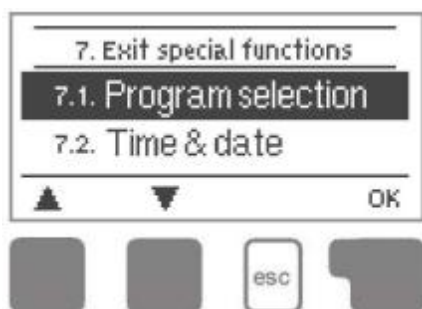 7. Exit special functions
7.1. Program selection
7.2. Time & date
OK
esc